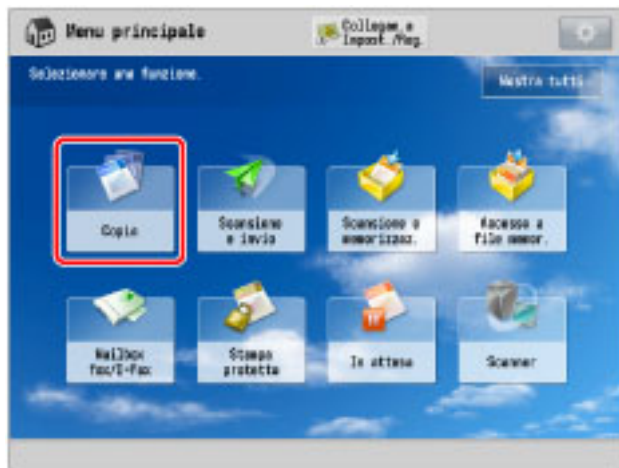 Menu principale
Collegam. a
Impost./Reg.
Selezionare una funzione.
Mostra tutti
Copia
Scansione
e invio
Scansione e
memorizzaz.
Accesso a
file memor.
Mailbox
fax/I-Fax
Stampa
protetta
In attesa
Scanner